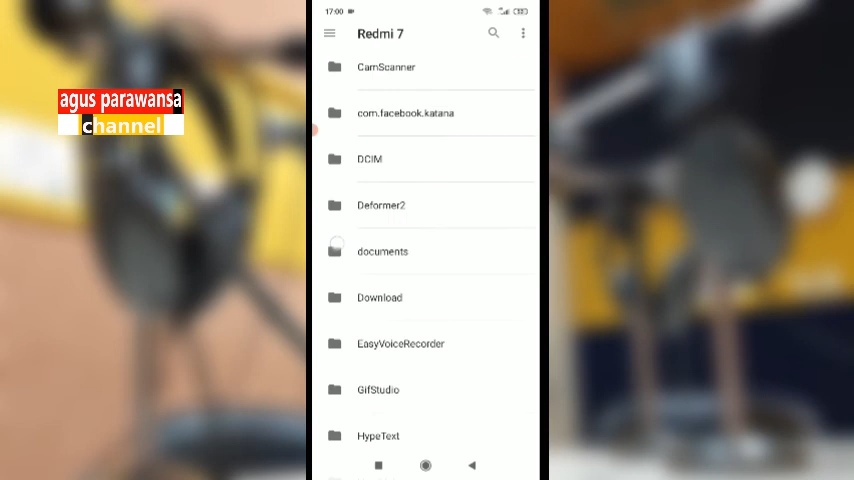 agus parawansa
channel
17:00
Redmi 7
CamScanner
com.facebook.katana
DCIM
Deformer2
documents
Download
EasyVoiceRecorder
GifStudio
HypeText